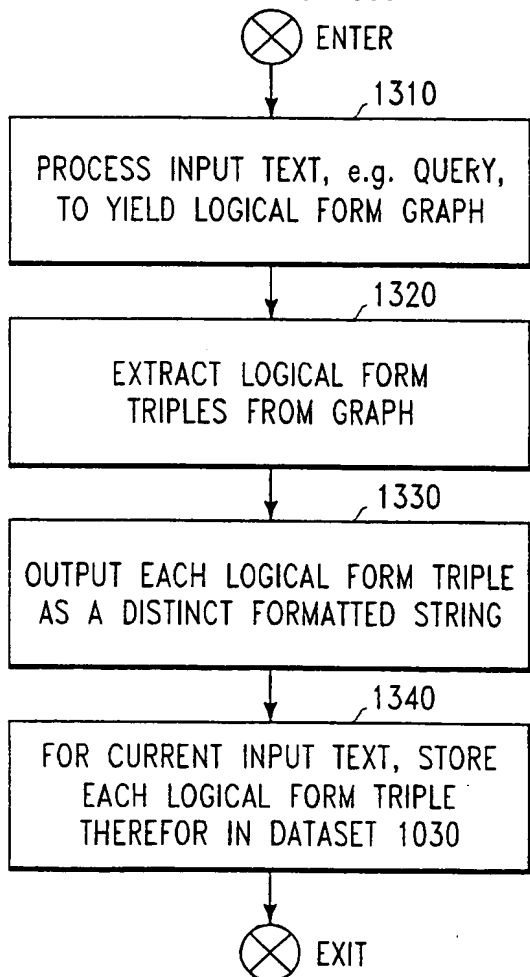 ENTER
1310
PROCESS INPUT TEXT, e.g. QUERY,
TO YIELD LOGICAL FORM GRAPH
1320
EXTRACT LOGICAL FORM
TRIPLES FROM GRAPH
1330
OUTPUT EACH LOGICAL FORM TRIPLE
AS A DISTINCT FORMATTED STRING
1340
FOR CURRENT INPUT TEXT, STORE
EACH LOGICAL FORM TRIPLE
THEREFOR IN DATASET 1030
EXIT